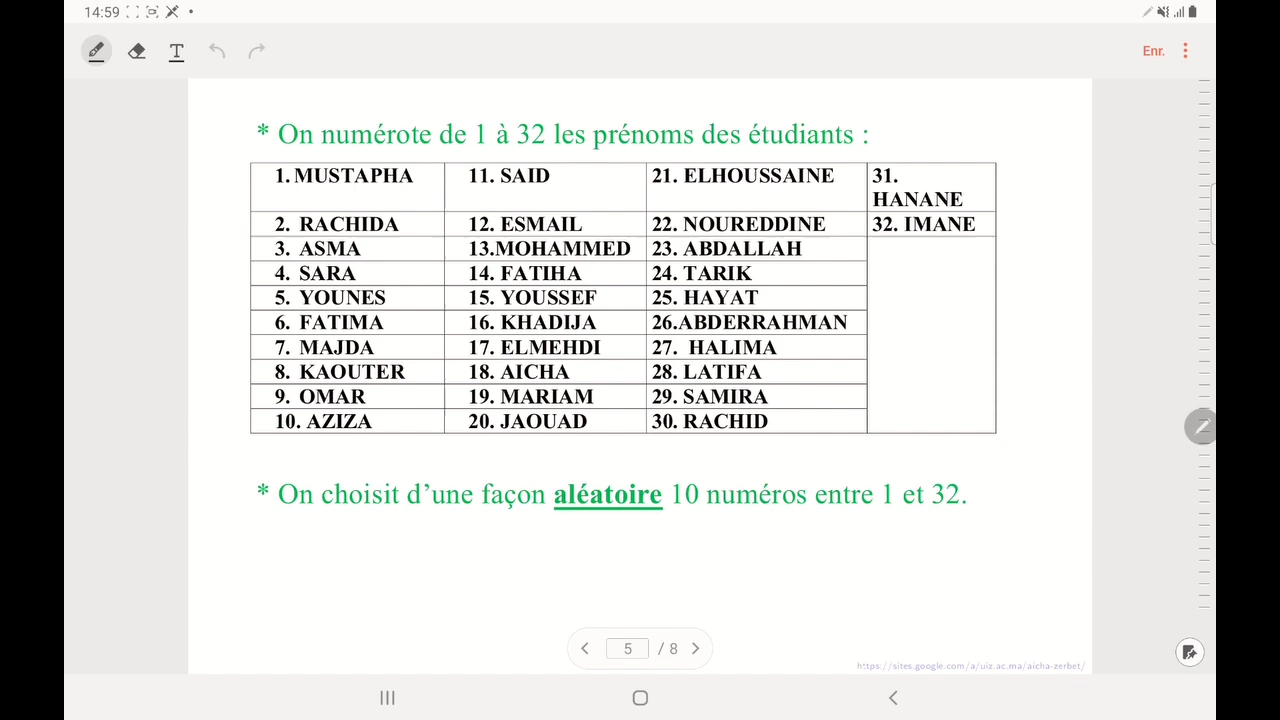 14:59
T
Enr.
* On numérote de 1 à 32 les prénoms des étudiants :
1. MUSTAPHA 11. SAID 21. ELHOUSSAINE 31. HANANE
2. RACHIDA 12. ESMAIL 22. NOUREDDINE 32. IMANE
3. ASMA 13.MOHAMMED 23. ABDALLAH
4. SARA 14. FATIHA 24. TARIK
5. YOUNES 15. YOUSSEF 25. HAYAT
6. FATIMA 16. KHADIJA 26.ABDERRAHMAN
7. MAJDA 17. ELMEHDI 27. HALIMA
8. KAOUTER 18. AICHA 28. LATIFA
9. OMAR 19. MARIAM 29. SAMIRA
10. AZIZA 20. JAOUAD 30. RACHID
* On choisit d’une façon aléatoire 10 numéros entre 1 et 32.
5 / 8
https://sites.google.com/a/uiz.ac.ma/aicha-zerbet/